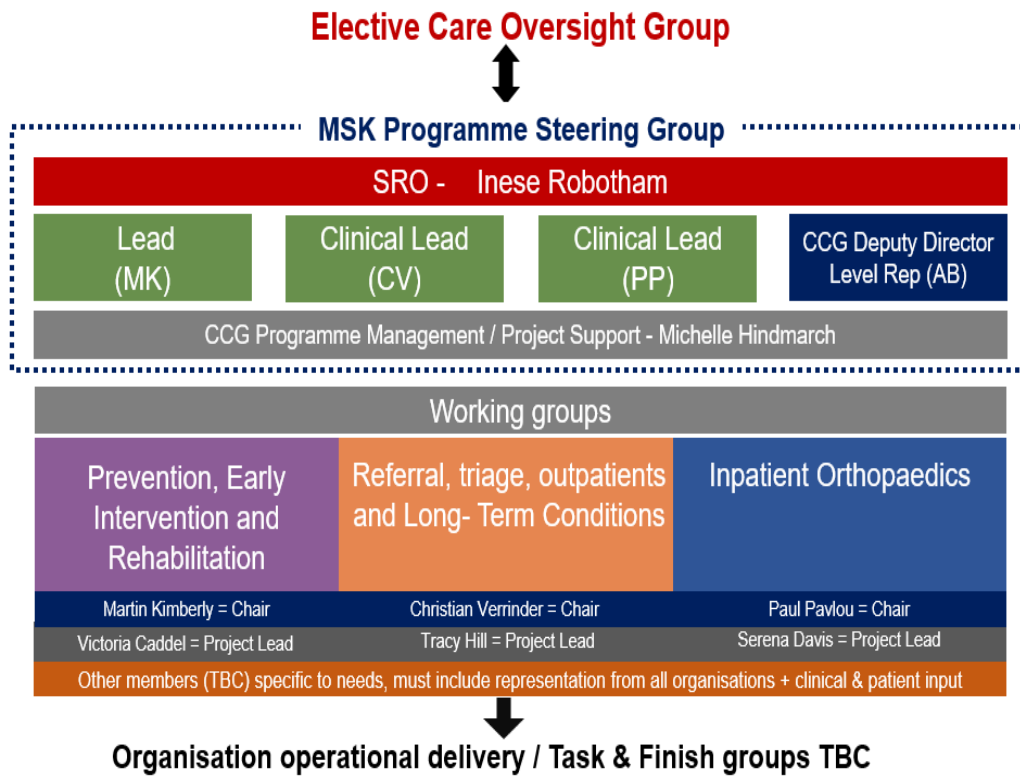 Elective Care Oversight Group
MSK Programme Steering Group
SRO - Inese Robotham
Lead
(MK)
Clinical Lead
(CV)
Clinical Lead
(PP)
CCG Deputy Director
Level Rep (AB)
CCG Programme Management / Project Support - Michelle Hindmarch
Working groups
Prevention, Early
Intervention and
Rehabilitation
Referral, triage, outpatients
and Long- Term Conditions
Inpatient Orthopaedics
Martin Kimberly = Chair
Christian Verrinder = Chair
Paul Pavlou = Chair
Victoria Caddel = Project Lead
Tracy Hill = Project Lead
Serena Davis = Project Lead
Other members (TBC) specific to needs, must include representation from all organisations + clinical & patient input
Organisation operational delivery / Task & Finish groups TBC